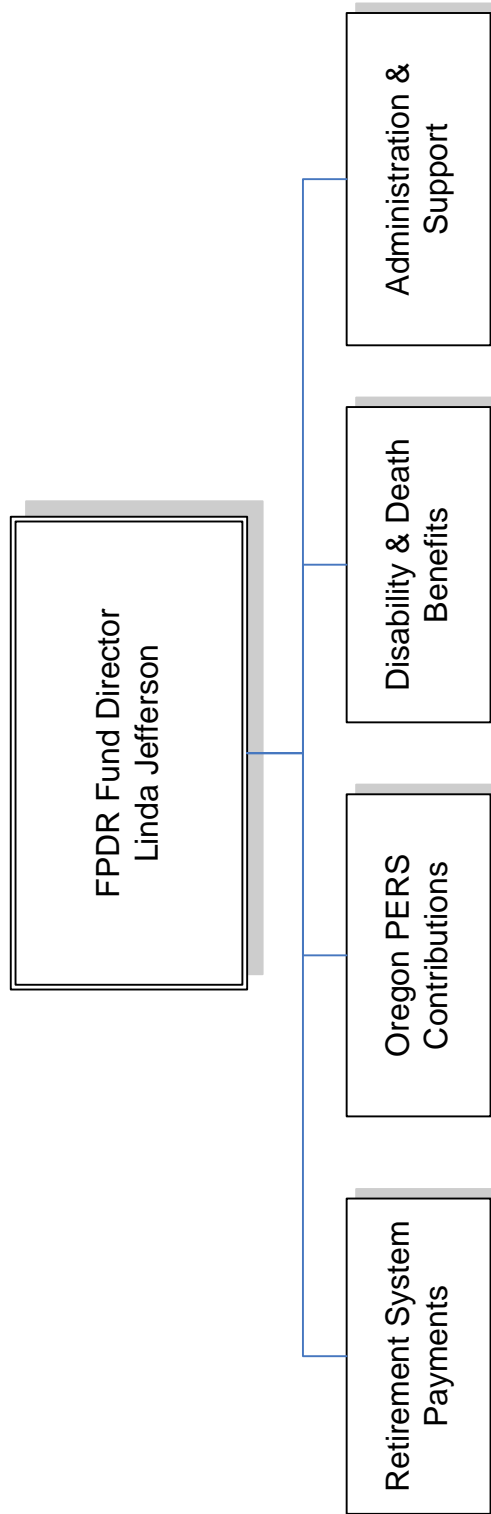 FPDR Fund Director
Linda Jefferson
Retirement System
Payments
Oregon PERS
Contributions
Disability & Death
Benefits
Administration &
Support